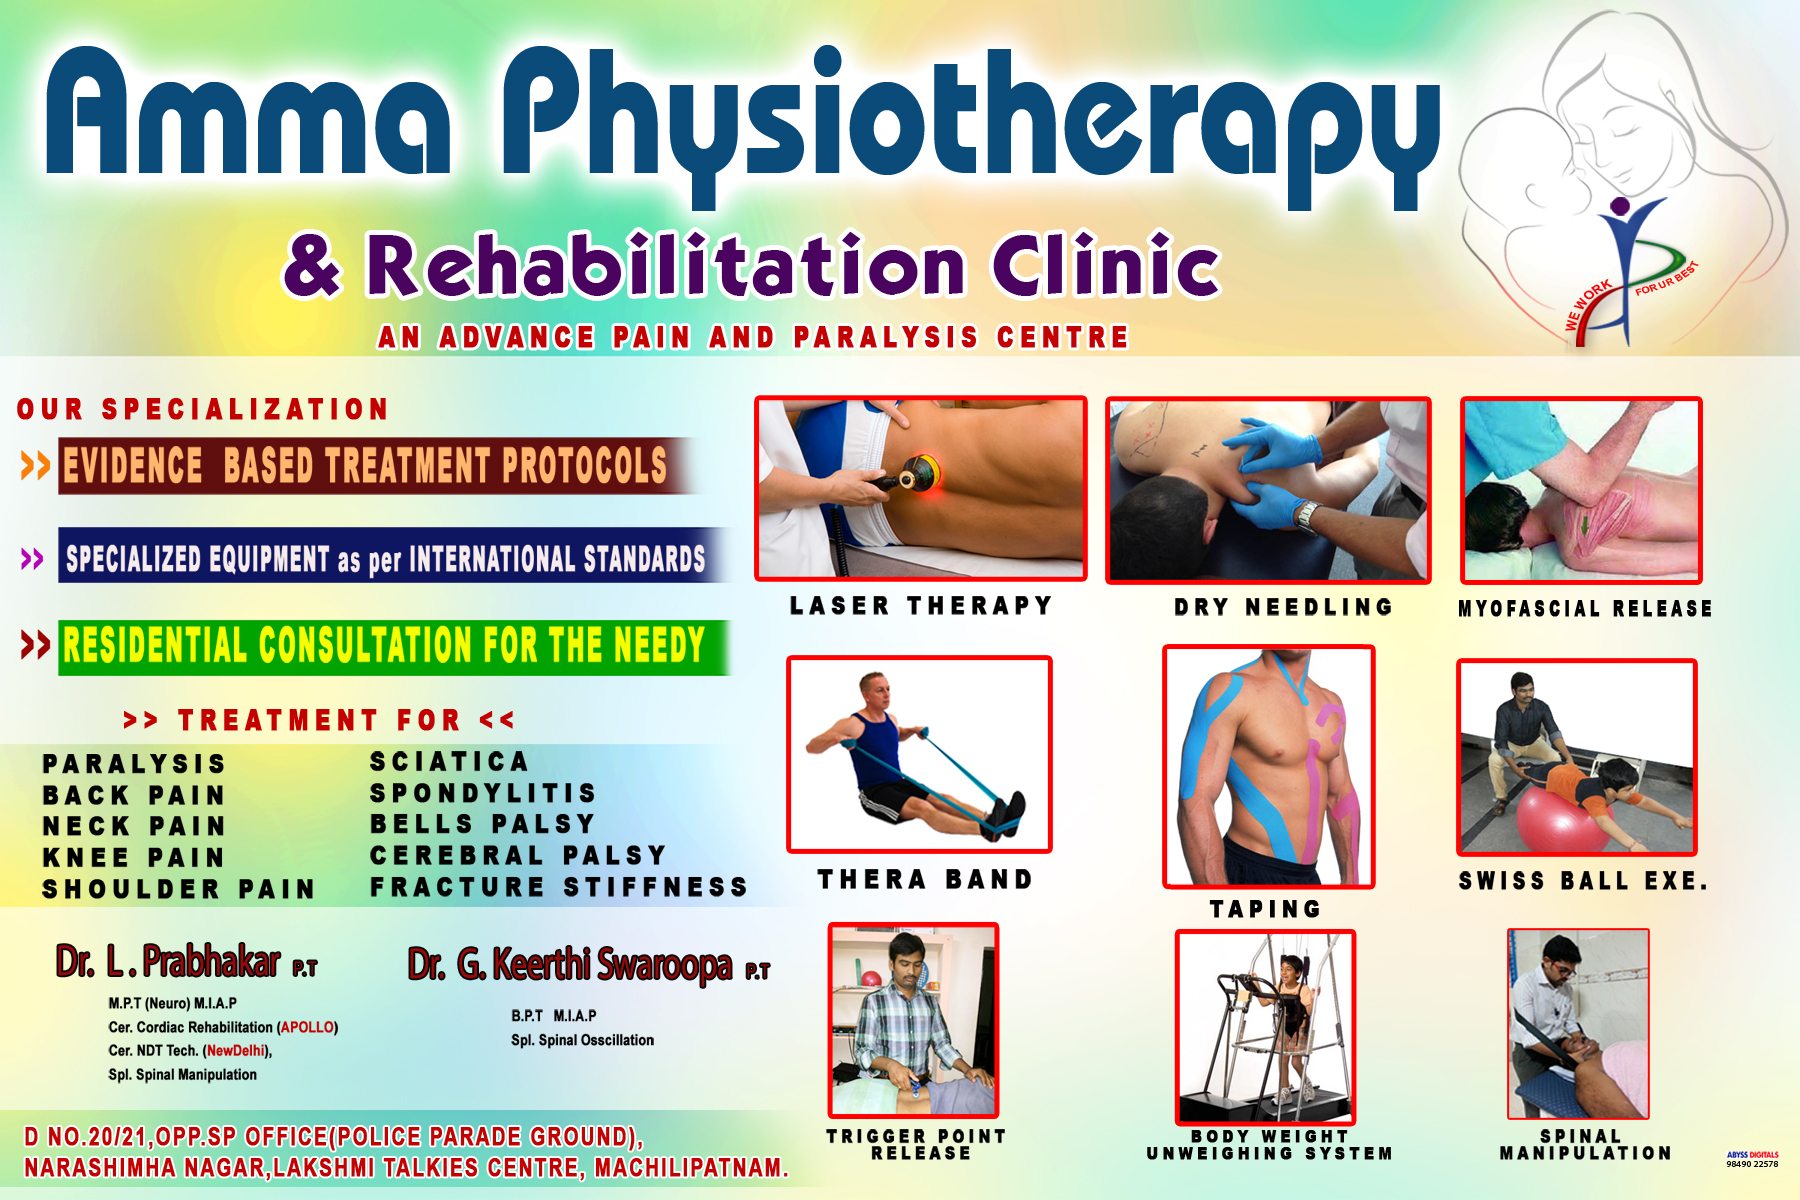 Amma Physiotherapy
& Rehabilitation Clinic
AN ADVANCE PAIN AND PARALYSIS CENTRE
WE WORK
FOR UR BEST
OUR SPECIALIZATION
>> EVIDENCE BASED TREATMENT PROTOCOLS
>> SPECIALIZED EQUIPMENT as per INTERNATIONAL STANDARDS
>> RESIDENTIAL CONSULTATION FOR THE NEEDY
>> TREATMENT FOR <<
PARALYSIS
BACK PAIN
NECK PAIN
KNEE PAIN
SHOULDER PAIN
SCIATICA
SPONDYLITIS
BELLS PALSY
CEREBRAL PALSY
FRACTURE STIFFNESS
Dr. L . Prabhakar P.T
M.P.T (Neuro) M.I.A.P
Cer. Cordiac Rehabilitation (APOLLO)
Cer. NDT Tech. (NewDelhi),
Spl. Spinal Manipulation
Dr. G. Keerthi Swaroopa P.T
B.P.T M.I.A.P
Spl. Spinal Osscillation
D NO.20/21,OPP.SP OFFICE(POLICE PARADE GROUND),
NARASHIMHA NAGAR,LAKSHMI TALKIES CENTRE, MACHILIPATNAM.
LASER THERAPY
DRY NEEDLING
MYOFASCIAL RELEASE
THERA BAND
TAPING
SWISS BALL EXE.
TRIGGER POINT
RELEASE
BODY WEIGHT
UNWEIGHING SYSTEM
SPINAL
MANIPULATION
ABYSS DIGITALS
98490 22578